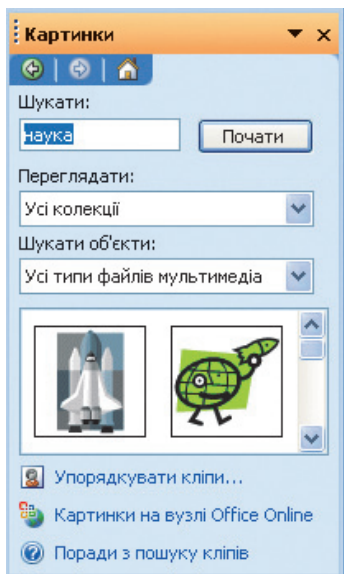 Картинки
Шукати:
наука
Почати
Переглядати:
Усі колекції
Шукати об'єкти:
Усі типи файлів мультимедіа
Упорядкувати кліпи...
Картинки на вузлі Office Online
Поради з пошуку кліпів